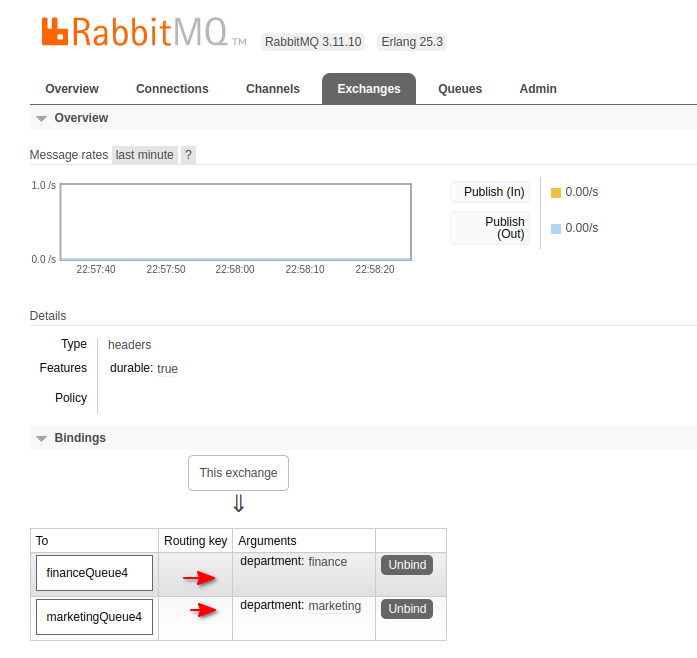 RabbitMQ TM RabbitMQ 3.11.10 Erlang 25.3
Overview Connections Channels Exchanges Queues Admin
Overview
Message rates last minute ?
1.0 /s
0.0 /s
22:57:40 22:57:50 22:58:00 22:58:10 22:58:20
Publish (In) 0.00/s
Publish
(Out) 0.00/s
Details
Type headers
Features durable: true
Policy
Bindings
This exchange
⇓
To Routing key Arguments
financeQueue4 department: finance Unbind
marketingQueue4 department: marketing Unbind